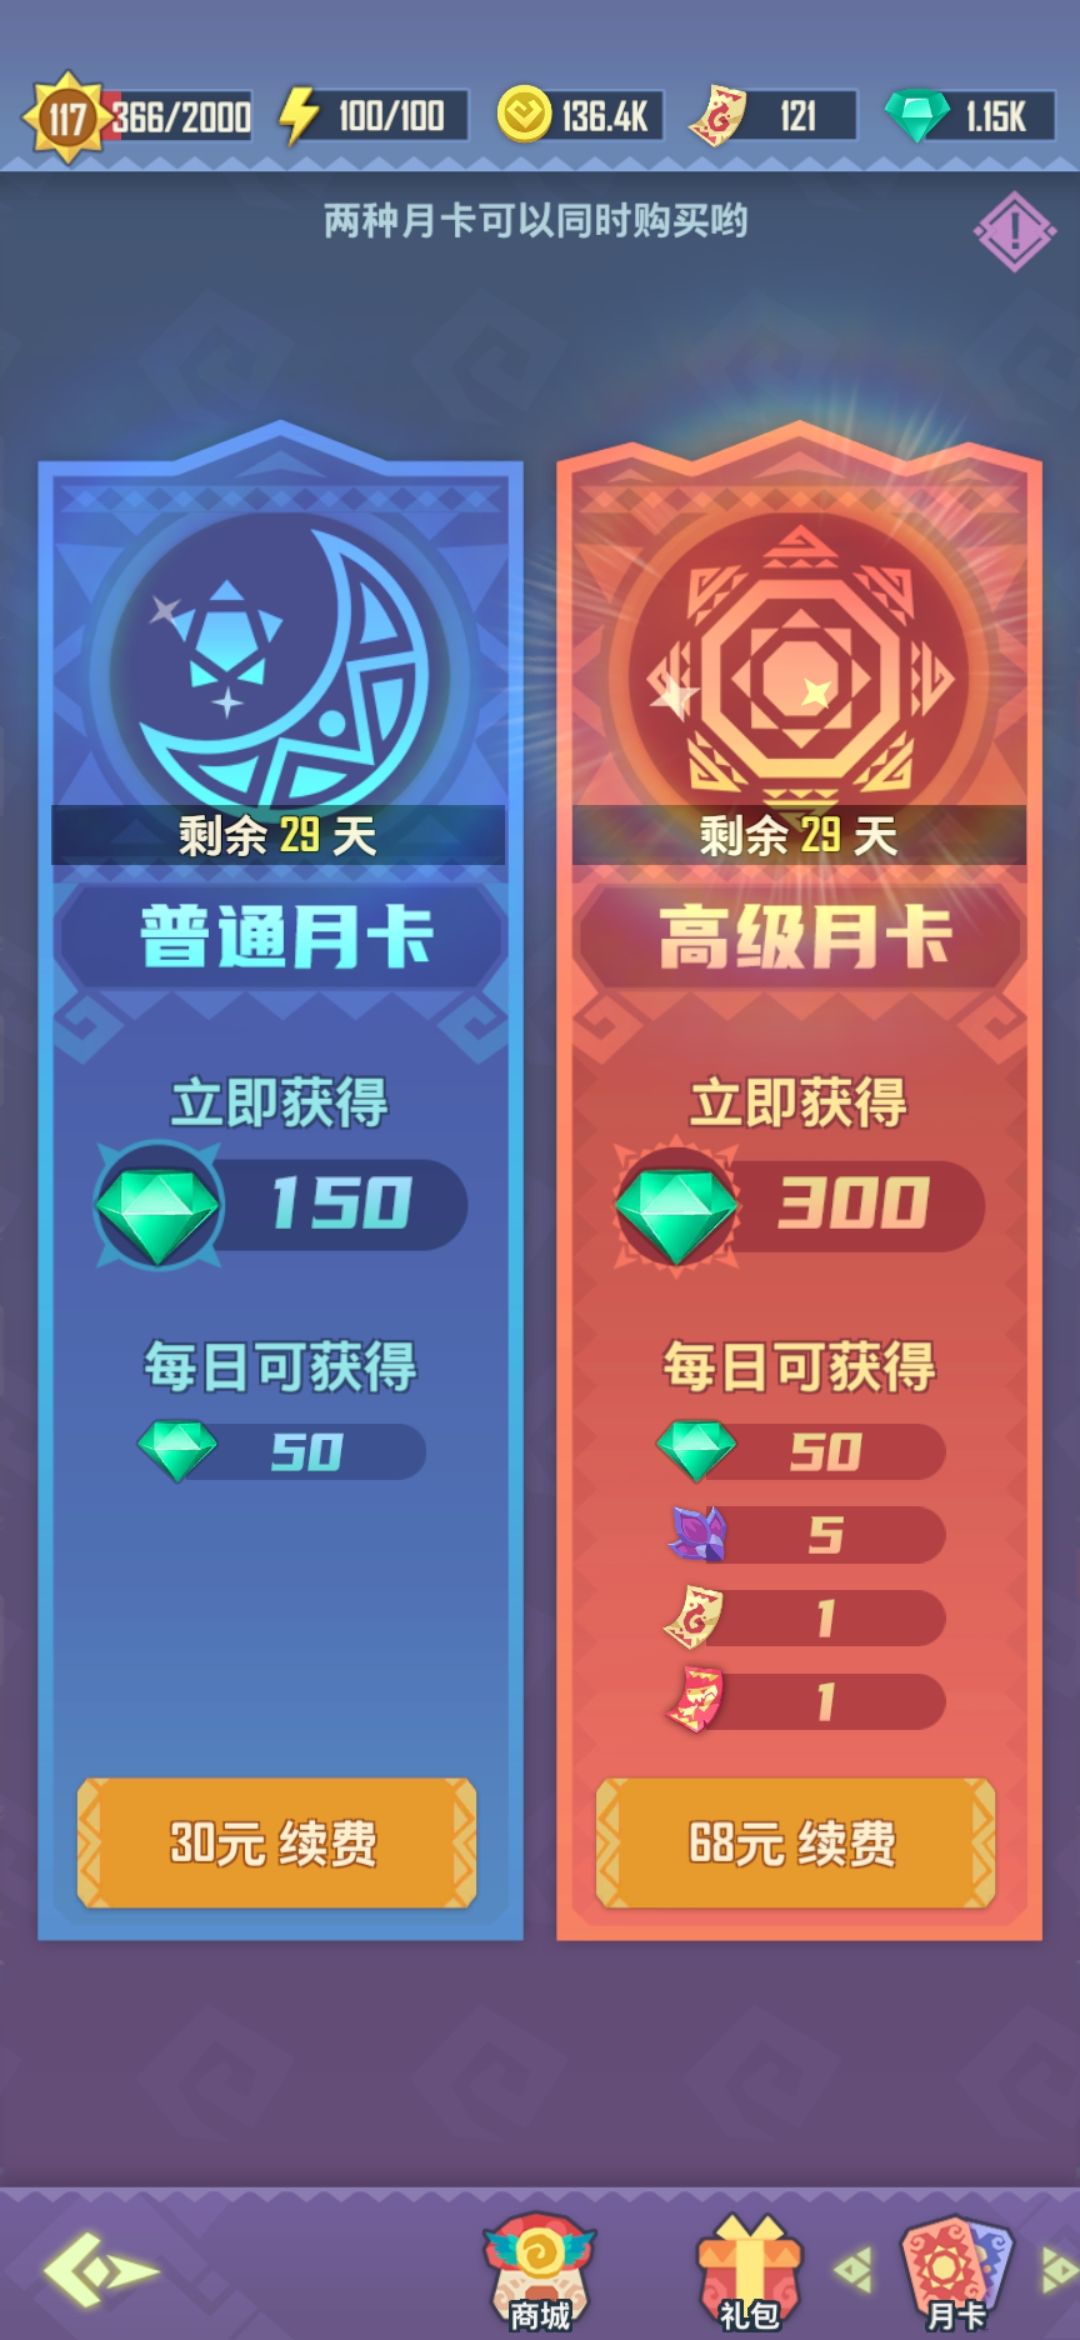 117 366/2000 100/100 136.4K 121 1.15K
两种月卡可以同时购买哟
剩余 29 天
普通月卡
立即获得
150
每日可获得
50
30元 续费
剩余 29 天
高级月卡
立即获得
300
每日可获得
50
5
1
1
68元 续费
商城 礼包 月卡